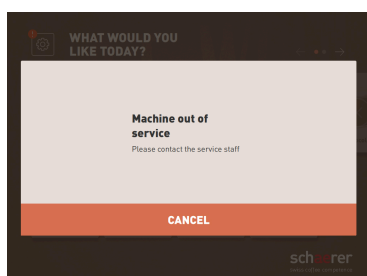 WHAT WOULD YOU
LIKE TODAY?
Machine out of
service
Please contact the service staff
CANCEL